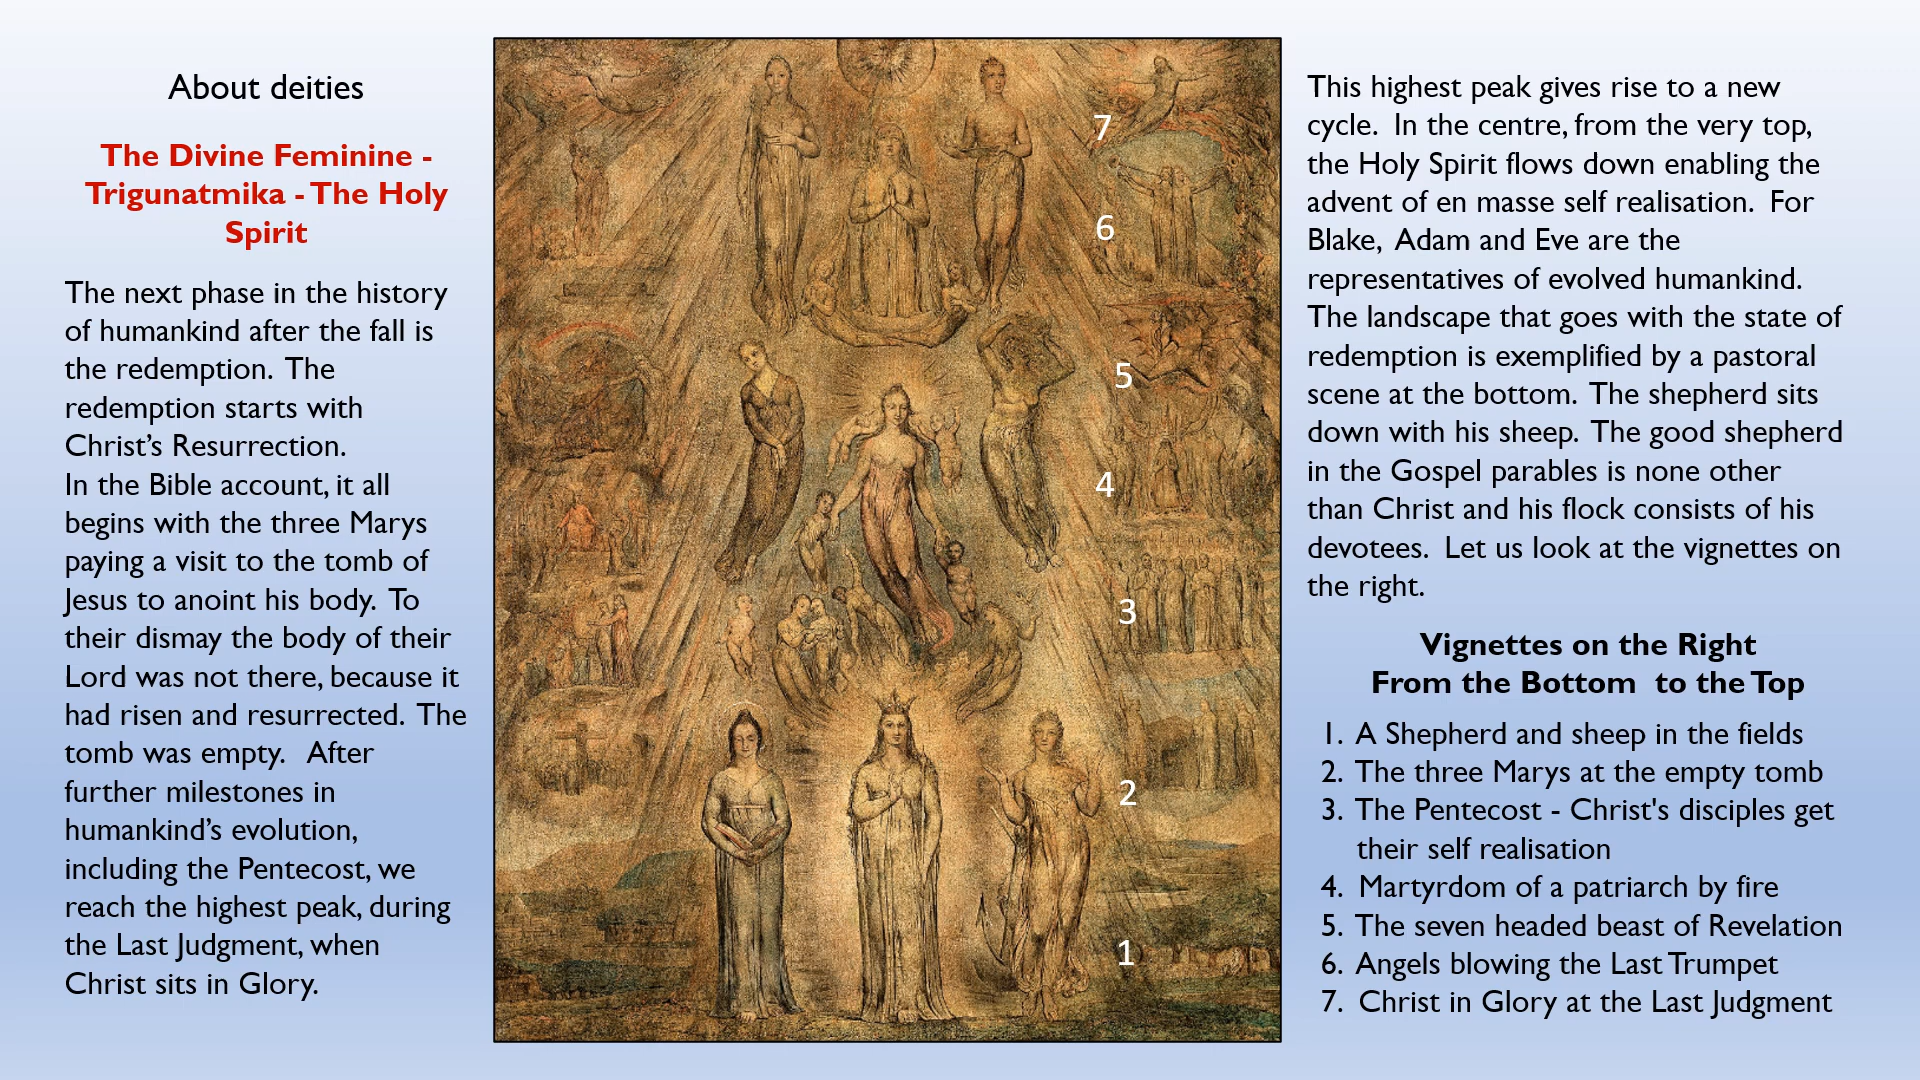 About deities
The Divine Feminine -
Trigunatmika - The Holy
Spirit
The next phase in the history
of humankind after the fall is
the redemption. The
redemption starts with
Christ’s Resurrection.
In the Bible account, it all
begins with the three Marys
paying a visit to the tomb of
Jesus to anoint his body. To
their dismay the body of their
Lord was not there, because it
had risen and resurrected. The
tomb was empty. After
further milestones in
humankind’s evolution,
including the Pentecost, we
reach the highest peak, during
the Last Judgment, when
Christ sits in Glory.
7
6
5
4
3
2
1
This highest peak gives rise to a new
cycle. In the centre, from the very top,
the Holy Spirit flows down enabling the
advent of en masse self realisation. For
Blake, Adam and Eve are the
representatives of evolved humankind.
The landscape that goes with the state of
redemption is exemplified by a pastoral
scene at the bottom. The shepherd sits
down with his sheep. The good shepherd
in the Gospel parables is none other
than Christ and his flock consists of his
devotees. Let us look at the vignettes on
the right.
Vignettes on the Right
From the Bottom to the Top
1. A Shepherd and sheep in the fields
2. The three Marys at the empty tomb
3. The Pentecost - Christ's disciples get
their self realisation
4. Martyrdom of a patriarch by fire
5. The seven headed beast of Revelation
6. Angels blowing the Last Trumpet
7. Christ in Glory at the Last Judgment